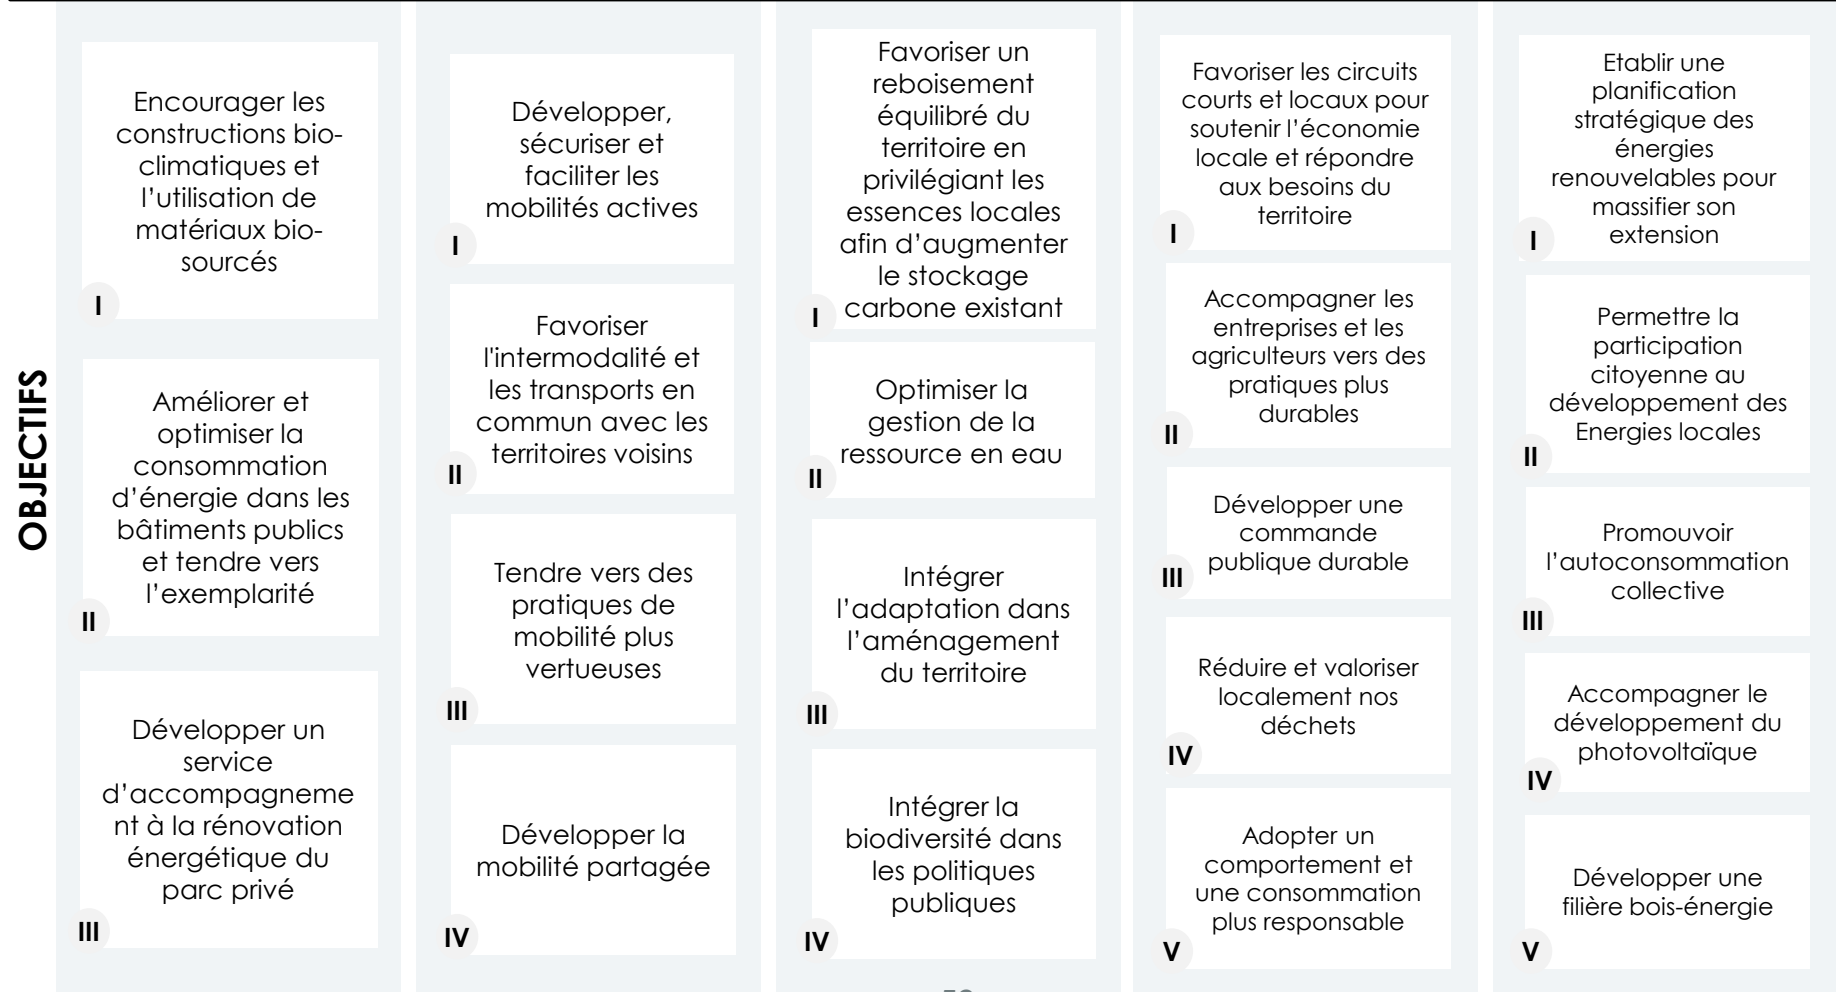 OBJECTIFS
Encourager les
constructions bio-
climatiques et
l'utilisation de
matériaux bio-
sourcés
I
Améliorer et
optimiser la
consommation
d'énergie dans les
bâtiments publics
et tendre vers
l'exemplarité
II
Développer un
service
d'accompagneme
nt à la rénovation
énergétique du
parc privé
III
Développer,
sécuriser et
faciliter les
mobilités actives
I
Favoriser
l'intermodalité et
les transports en
commun avec les
territoires voisins
II
Tendre vers des
pratiques de
mobilité plus
vertueuses
III
Développer la
mobilité partagée
IV
Favoriser un
reboisement
équilibré du
territoire en
privilégiant les
essences locales
afin d'augmenter
le stockage
carbone existant
I
Optimiser la
gestion de la
ressource en eau
II
Intégrer
l'adaptation dans
l'aménagement
du territoire
III
Intégrer la
biodiversité dans
les politiques
publiques
IV
Favoriser les circuits
courts et locaux pour
soutenir l'économie
locale et répondre
aux besoins du
territoire
I
Accompagner les
entreprises et les
agriculteurs vers des
pratiques plus
durables
II
Développer une
commande
publique durable
III
Réduire et valoriser
localement nos
déchets
IV
Adopter un
comportement et
une consommation
plus responsable
V
Etablir une
planification
stratégique des
énergies
renouvelables pour
massifier son
extension
I
Permettre la
participation
citoyenne au
développement des
Energies locales
II
Promouvoir
l'autoconsommation
collective
III
Accompagner le
développement du
photovoltaïque
IV
Développer une
filière bois-énergie
V